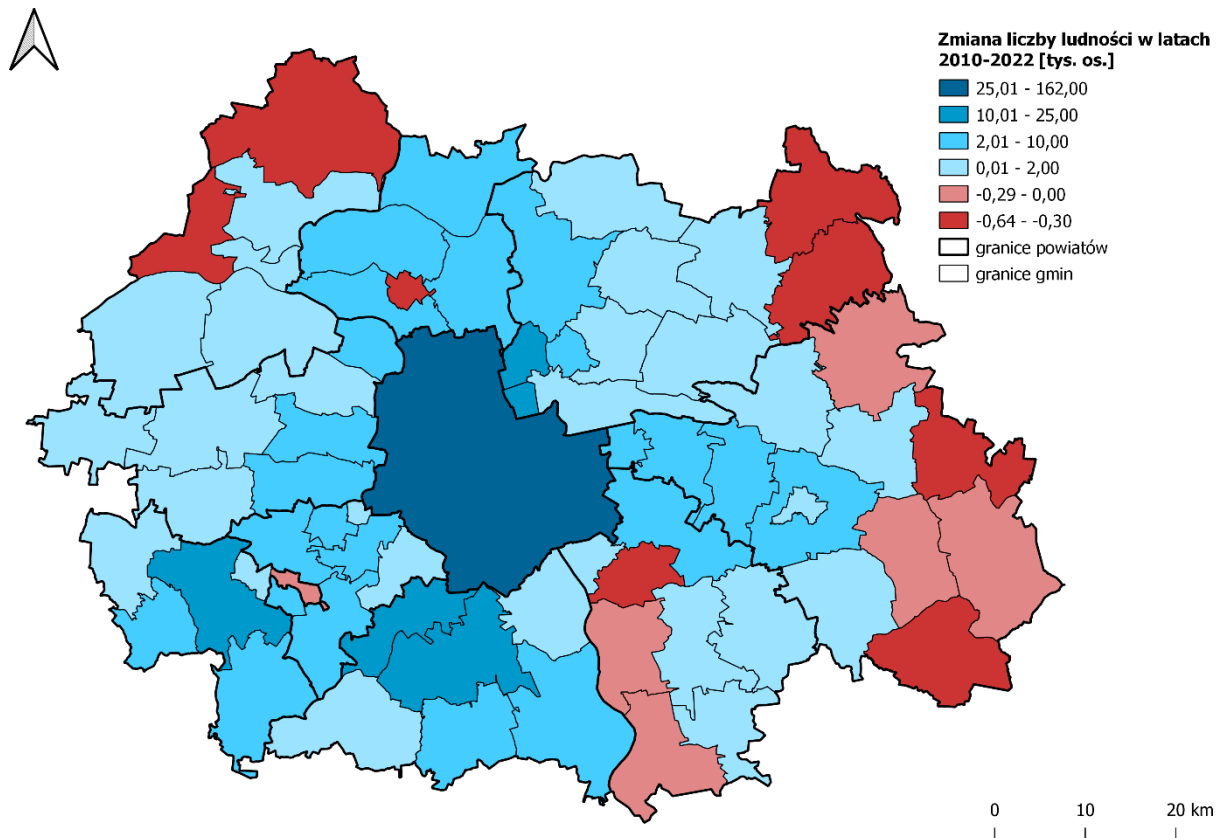 Zmiana liczby ludności w latach
2010-2022 [tys. os.]
25,01 - 162,00
10,01 - 25,00
2,01 - 10,00
0,01 - 2,00
-0,29 - 0,00
-0,64 - -0,30
granice powiatów
granice gmin
0 10 20 km